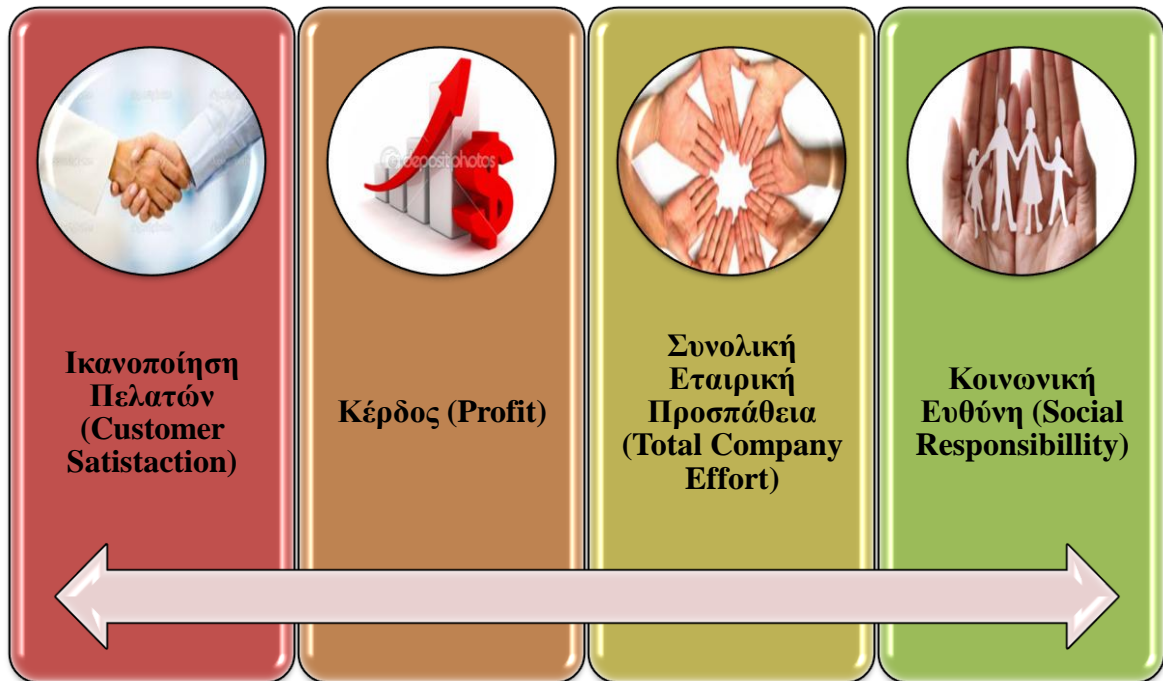 Ικανοποίηση
Πελατών
(Customer
Satistaction)
Κέρδος (Profit)
Συνολική
Εταιρική
Προσπάθεια
(Total Company
Effort)
Κοινωνική
Ευθύνη (Social
Responsibillity)
depositphotos